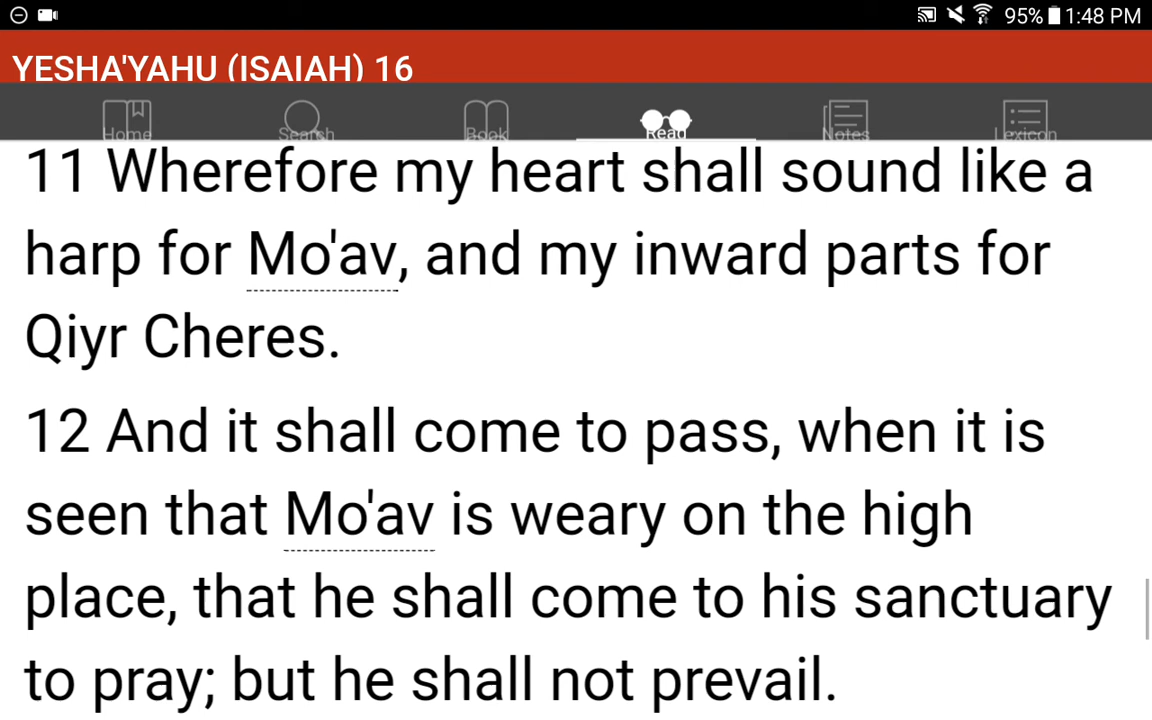 95% 1:48 PM
YESHA'YAHU (ISAIAH) 16
Home Search Book Read Notes Lexicon
11 Wherefore my heart shall sound like a
harp for Mo'av, and my inward parts for
Qiyr Cheres.
12 And it shall come to pass, when it is
seen that Mo'av is weary on the high
place, that he shall come to his sanctuary
to pray; but he shall not prevail.